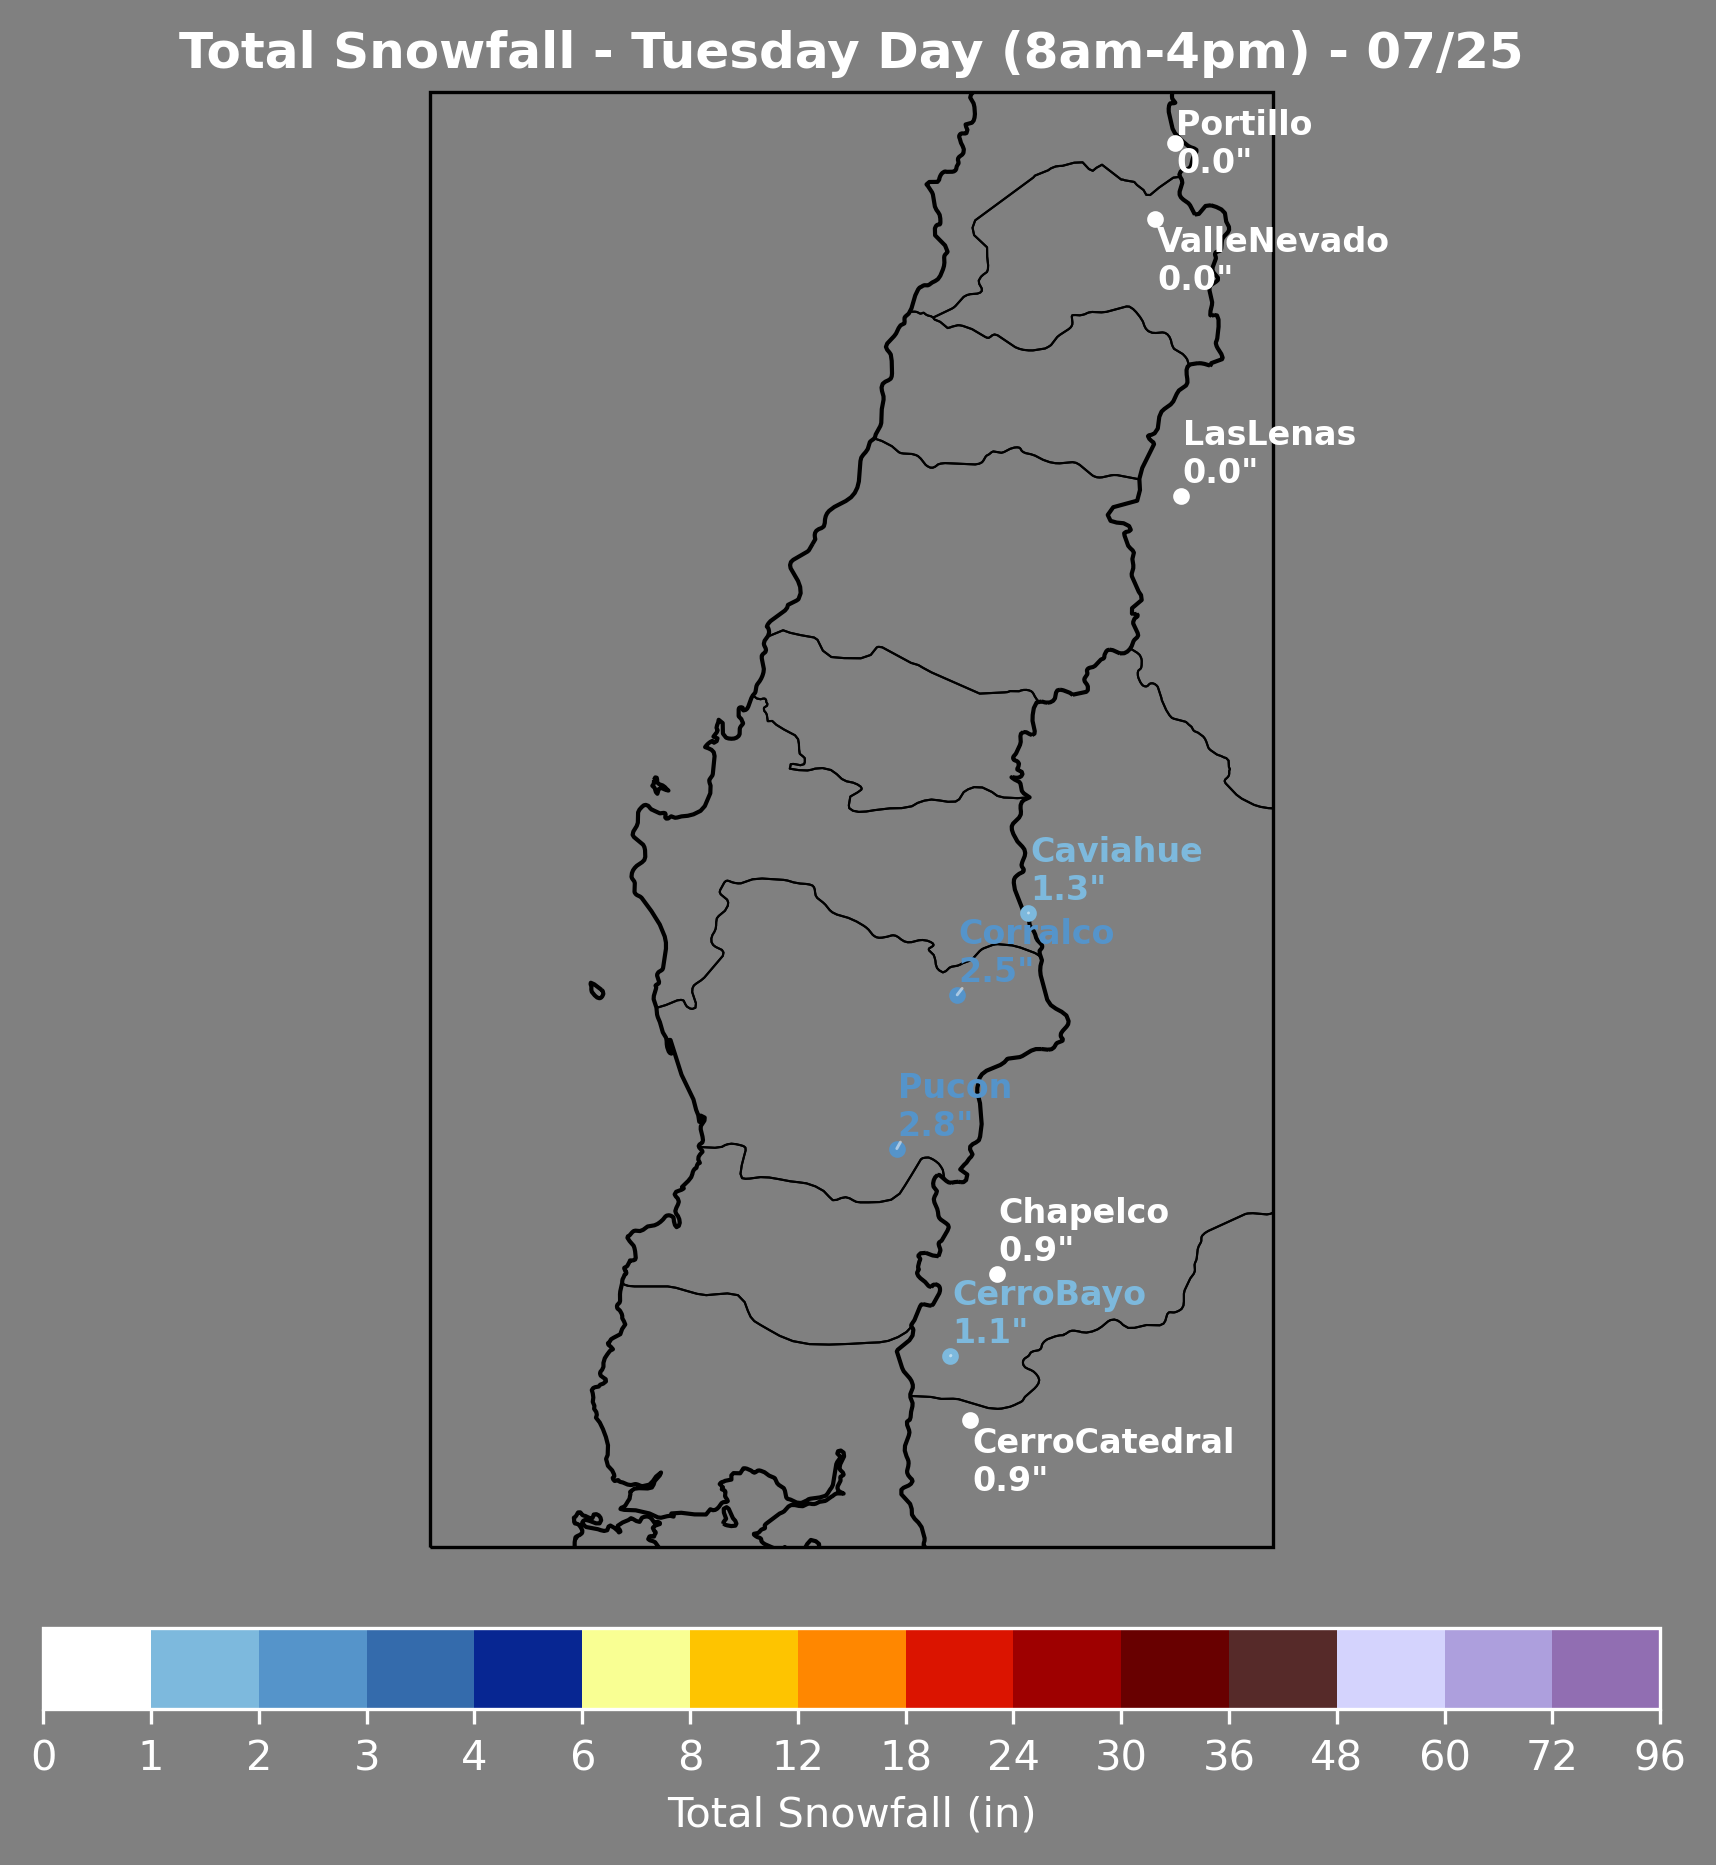 Total Snowfall - Tuesday Day (8am-4pm) - 07/25
Portillo
0.0"
ValleNevado
0.0"
LasLenas
0.0"
Caviahue
1.3"
Corralco
2.5"
Pucon
2.8"
Chapelco
0.9"
CerroBayo
1.1"
CerroCatedral
0.9"
0 1 2 3 4 6 8 12 18 24 30 36 48 60 72 96
Total Snowfall (in)